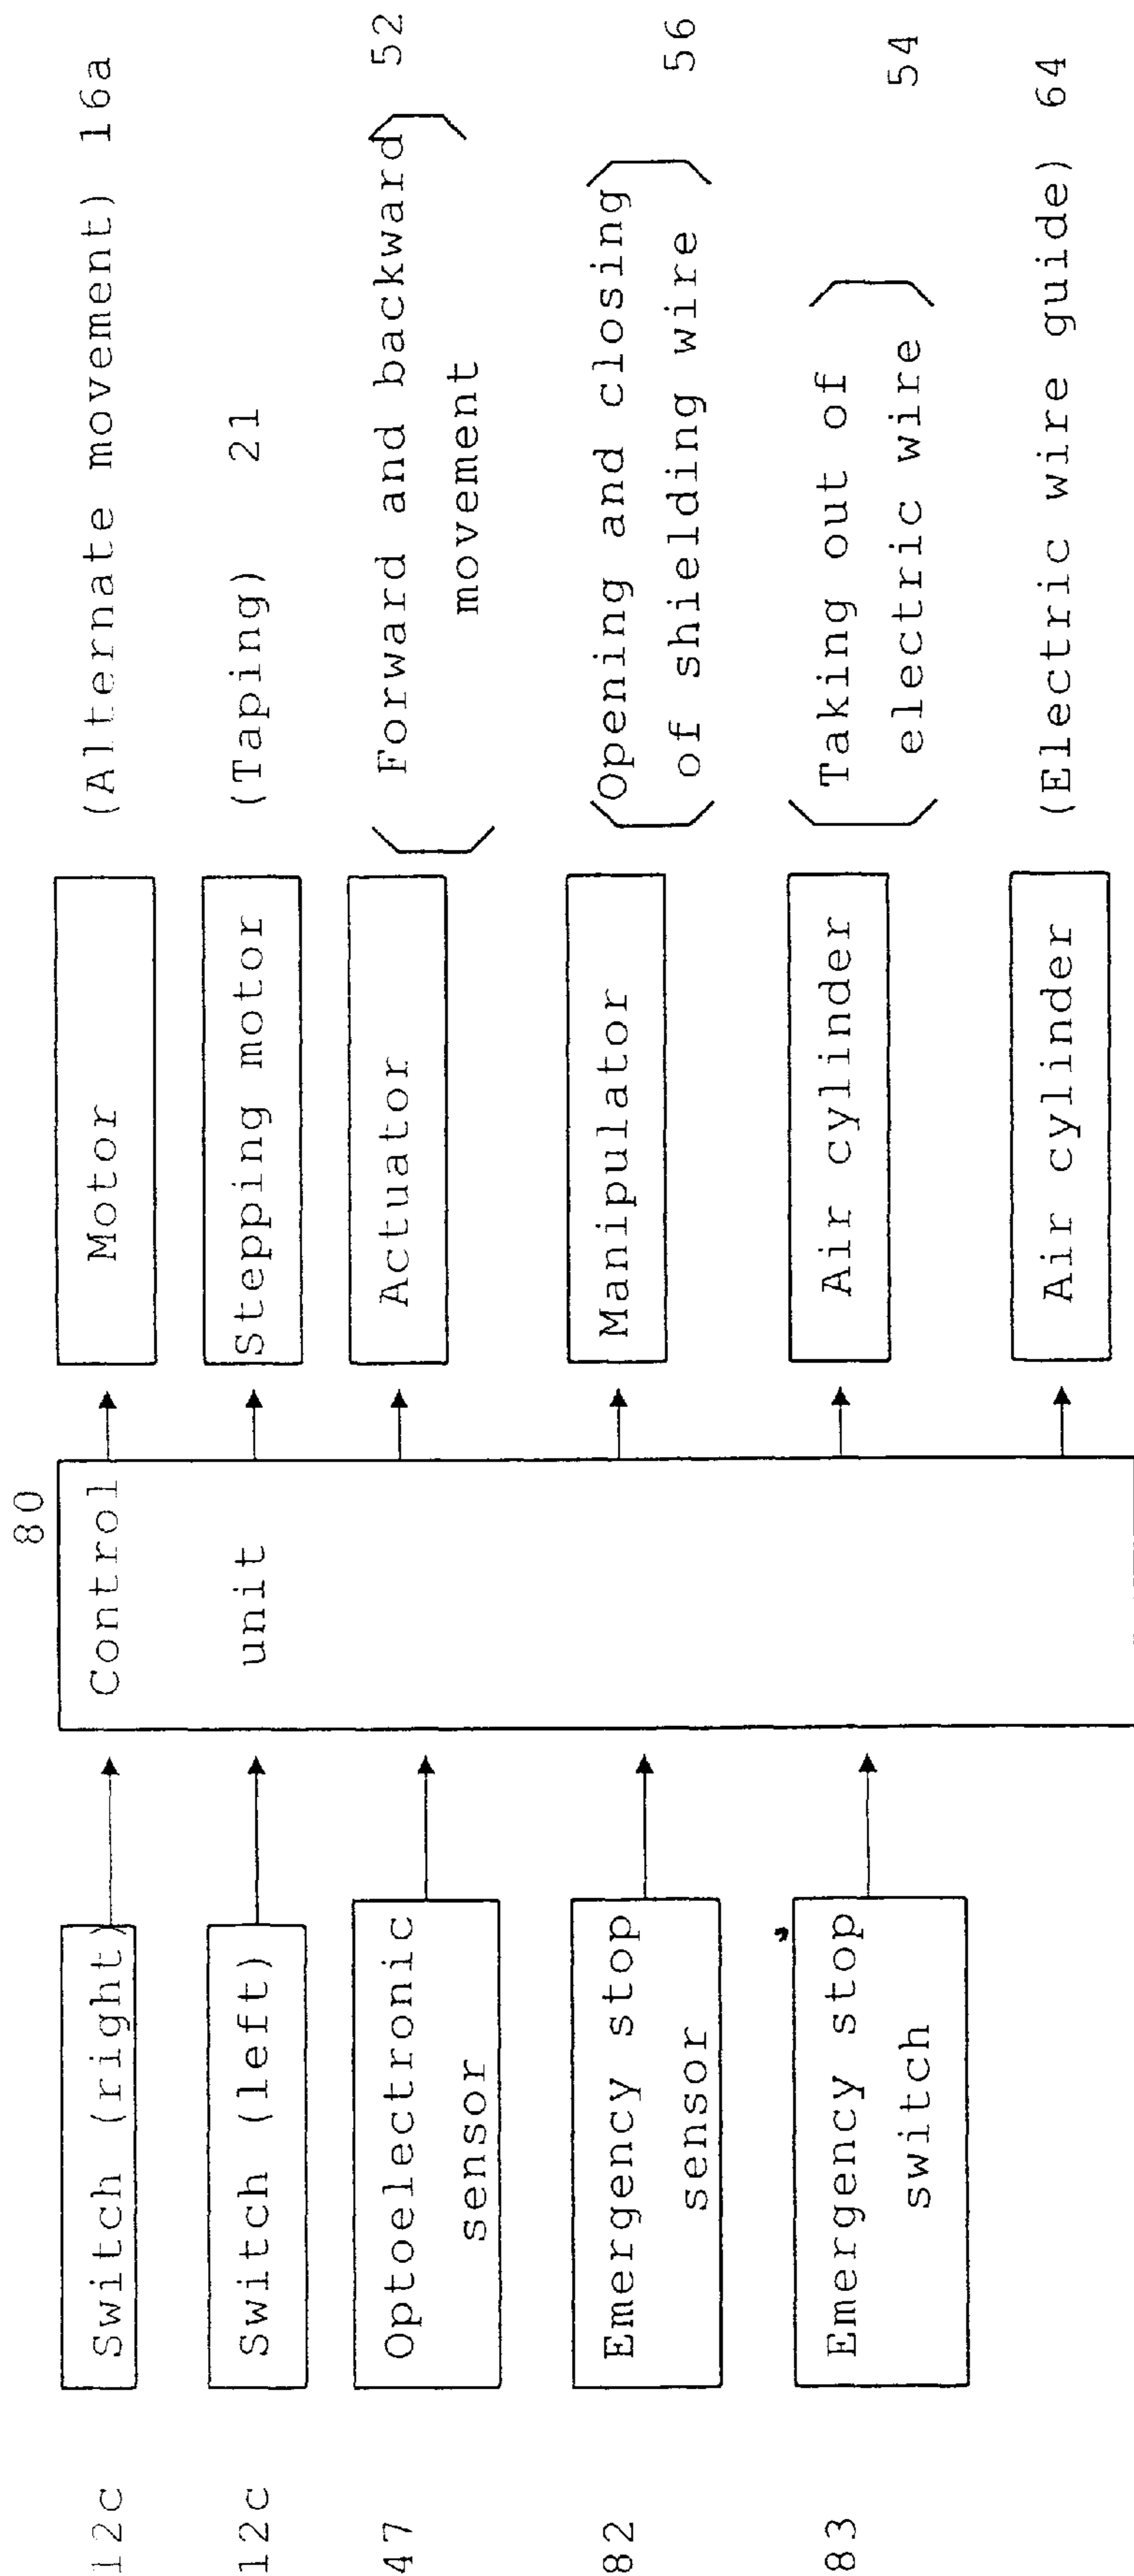 80
12c
Switch (right)
Control
Motor
(Alternate movement) 16a
12c
Switch (left)
unit
Stepping motor
(Taping) 21
47
Optoelectronic
sensor
Actuator
Forward and backward
movement
52
82
Emergency stop
sensor
Manipulator
Opening and closing
of shielding wire
56
83
Emergency stop
switch
Air cylinder
Taking out of
electric wire
54
Air cylinder
(Electric wire guide) 64